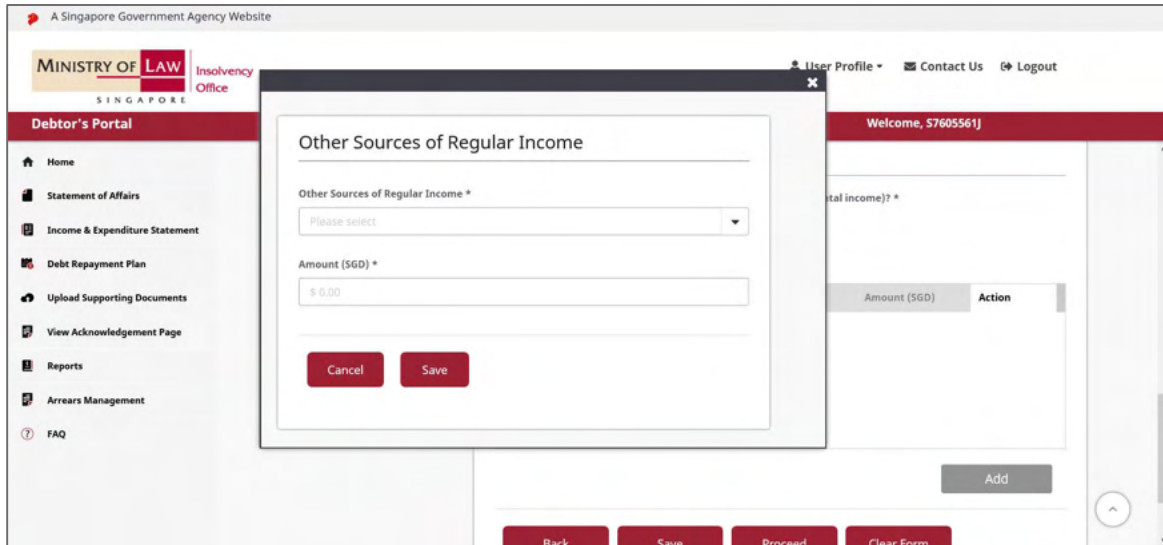 A Singapore Government Agency Website
MINISTRY OF LAW
SINGAPORE
Insolvency
Office
User Profile
Contact Us
Logout
Debtor's Portal
Welcome, S7605561J
Home
Statement of Affairs
Income & Expenditure Statement
Debt Repayment Plan
Upload Supporting Documents
View Acknowledgement Page
Reports
Arrears Management
FAQ
Other Sources of Regular Income
Other Sources of Regular Income *
Please select
Amount (SGD) *
$ 0.00
Cancel Save
income)? *
Amount (SGD) Action
Add
Back Save Proceed Clear Form